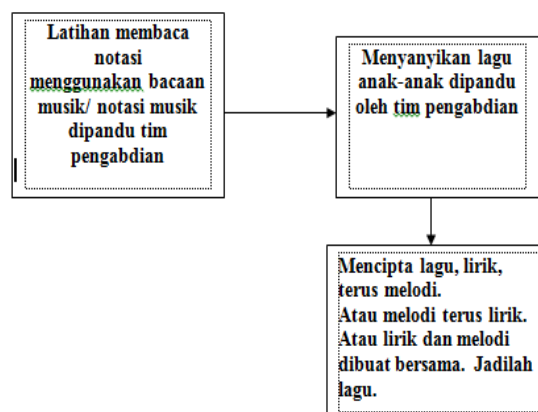 Latihan membaca
notasi
menggunakan bacaan
musik/ notasi musik
dipandu tim
pengabdian
Menyanyikan lagu
anak-anak dipandu
oleh tim pengabdian
Mencipta lagu, lirik,
terus melodi.
Atau melodi terus lirik.
Atau lirik dan melodi
dibuat bersama. Jadilah
lagu.